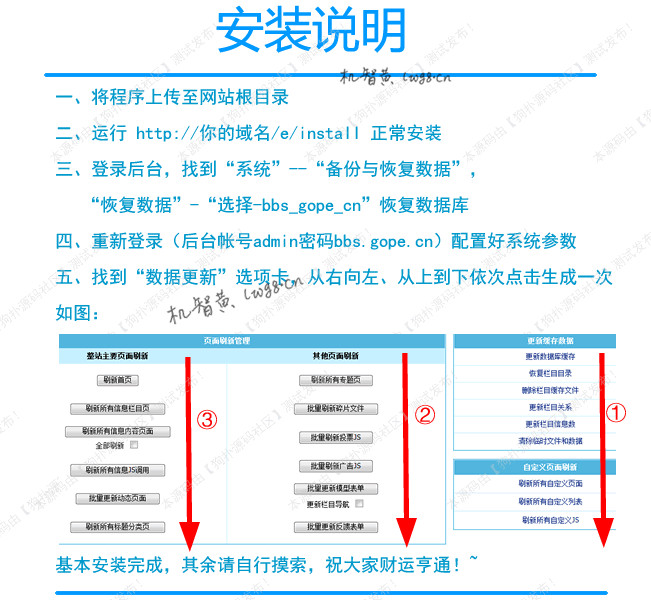 安装说明
机智黄.lwg8.cn
一、将程序上传至网站根目录
二、运行 http://你的域名/e/install 正常安装
三、登录后台，找到“系统”--“备份与恢复数据”，
“恢复数据”-“选择-bbs_gope_cn”恢复数据库
四、重新登录（后台帐号admin密码bbs.gope.cn）配置好系统参数
五、找到“数据更新”选项卡、从右向左、从上到下依次点击生成一次
如图：
机智黄.lwg8.cn
页面刷新管理
整站主要页面刷新
刷新首页
刷新所有信息栏目页
刷新所有信息内容页面
全部刷新
刷新所有信息JS调用
批量更新动态页面
刷新所有标题分类页
③
其他页面刷新
刷新所有专题页
批量刷新碎片文件
批量刷新投票JS
批量刷新广告JS
批量更新模型表单
更新栏目导航
批量更新反馈表单
②
更新缓存数据
更新数据库缓存
恢复栏目目录
删除栏目缓存文件
更新栏目关系
更新栏目信息数
清除临时文件和数据
①
自定义页面刷新
刷新所有自定义页面
刷新所有自定义列表
刷新所有自定义JS
基本安装完成，其余请自行摸索，祝大家财运亨通！~
本源码由【狗扑源码社区】测试发布！